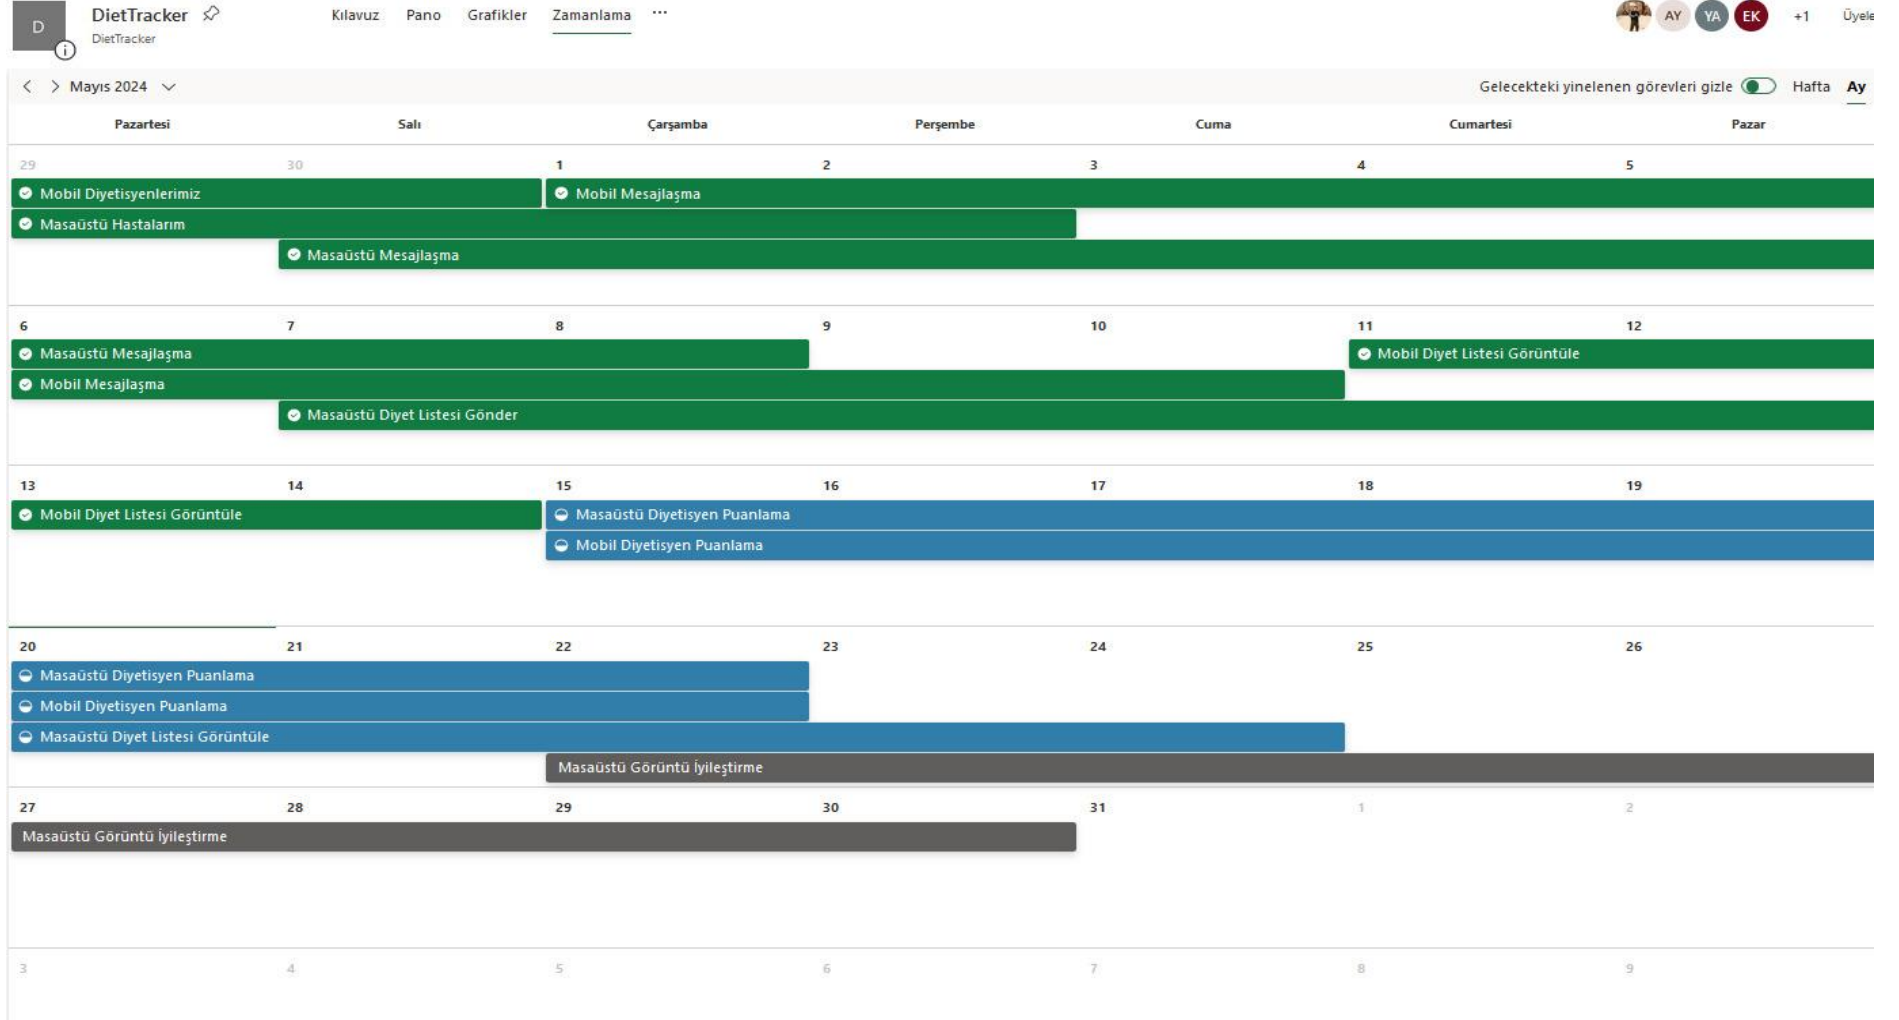 D
DietTracker
DietTracker
Kılavuz Pano Grafikler Zamanlama ...
AY YA EK +1 Üyele
Mayıs 2024
Gelecekteki yinelenen görevleri gizle Hafta Ay
Pazartesi Salı Çarşamba Perşembe Cuma Cumartesi Pazar
29 30 1 2 3 4 5
Mobil Diyetisyenlerimiz Mobil Mesajlaşma
Masaüstü Hastalarım
Masaüstü Mesajlaşma
6 7 8 9 10 11 12
Masaüstü Mesajlaşma Mobil Diyet Listesi Görüntüle
Mobil Mesajlaşma
Masaüstü Diyet Listesi Gönder
13 14 15 16 17 18 19
Mobil Diyet Listesi Görüntüle Masaüstü Diyetisyen Puanlama
Mobil Diyetisyen Puanlama
20 21 22 23 24 25 26
Masaüstü Diyetisyen Puanlama
Mobil Diyetisyen Puanlama
Masaüstü Diyet Listesi Görüntüle
Masaüstü Görüntü İyileştirme
27 28 29 30 31 1 2
Masaüstü Görüntü İyileştirme
3 4 5 6 7 8 9